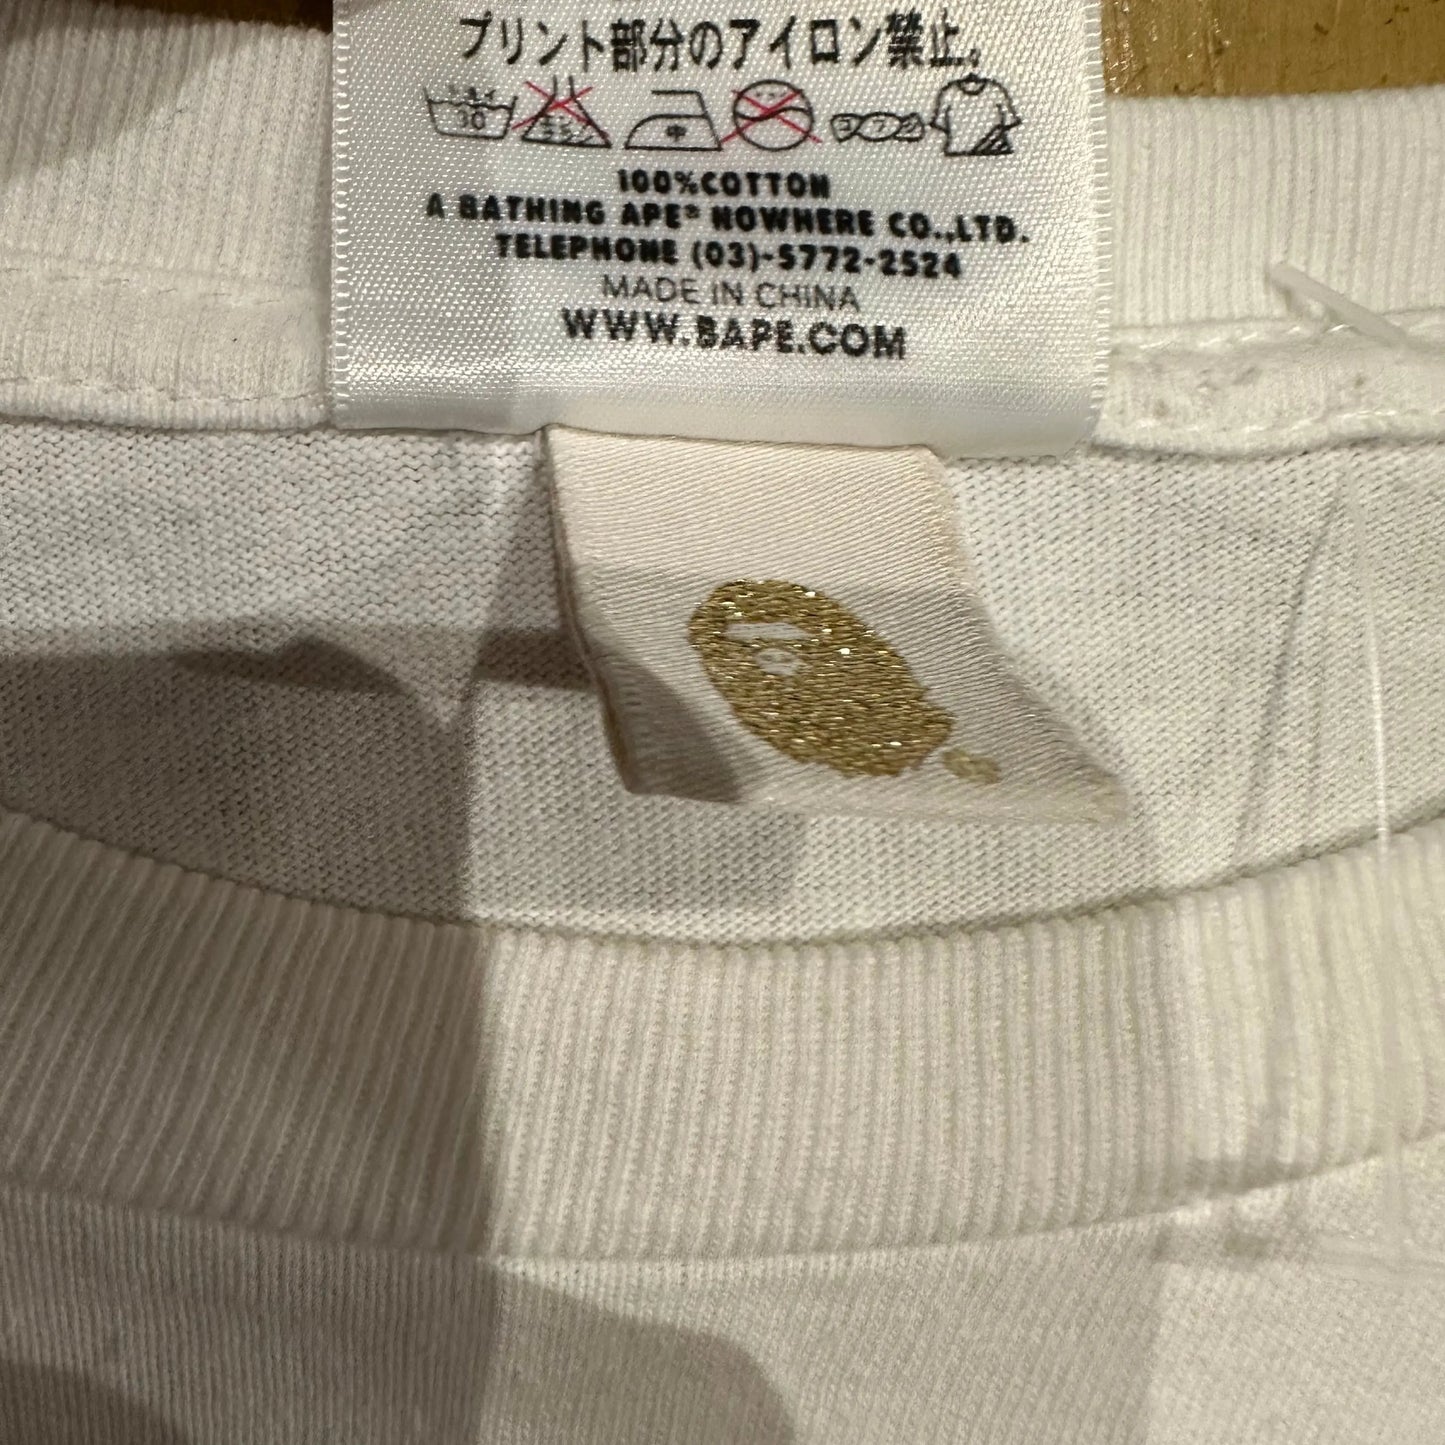 プリント部分のアイロン禁止。
中
100%COTTON
A BATHING APE® NOWHERE CO.,LTD.
TELEPHONE (03)-5772-2524
MADE IN CHINA
WWW.BAPE.COM